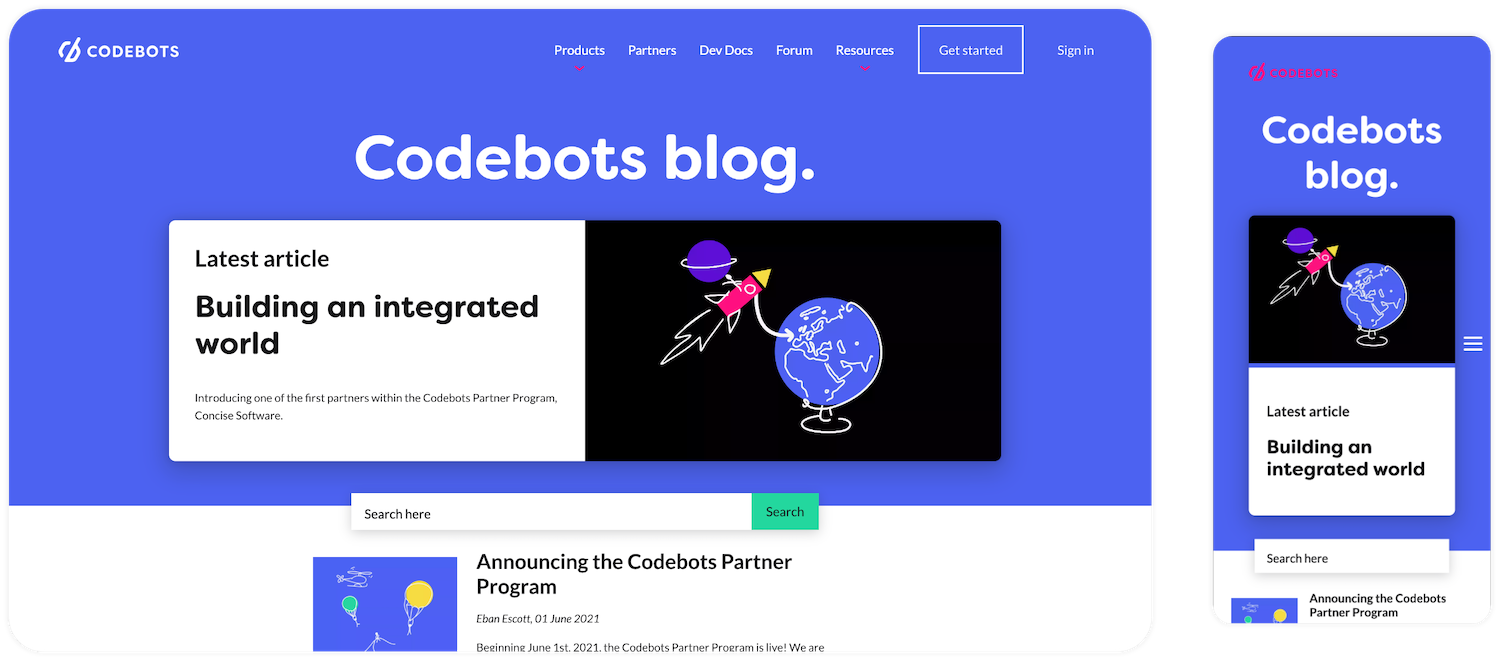 CODEBOTS
Products Partners Dev Docs Forum Resources Get started Sign in
Codebots blog.
Latest article
Building an integrated
world
Introducing one of the first partners within the Codebots Partner Program,
Concise Software.
Search here Search
Announcing the Codebots Partner
Program
Eban Escott, 01 June 2021
Beginning June 1st, 2021, the Codebots Partner Program is live! We are
CODEBOTS
Codebots
blog.
Latest article
Building an
integrated world
Search here
Announcing the Codebots
Partner Program